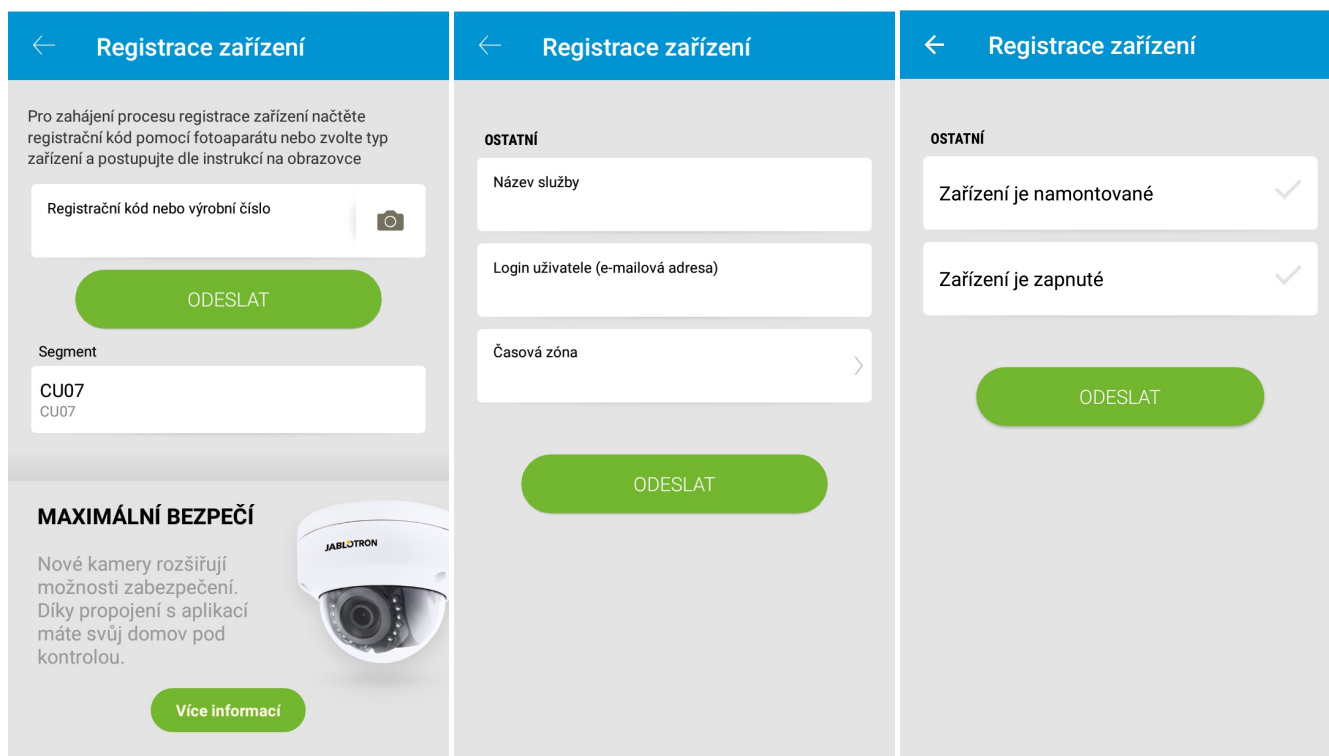 Registrace zařízení
Pro zahájení procesu registrace zařízení načtěte
registrační kód pomocí fotoaparátu nebo zvolte typ
zařízení a postupujte dle instrukcí na obrazovce
Registrační kód nebo výrobní číslo
ODESLAT
Segment
CU07
CU07
MAXIMÁLNÍ BEZPEČÍ
Nové kamery rozšiřují
možnosti zabezpečení.
Díky propojení s aplikací
máte svůj domov pod
kontrolou.
JABLOTRON
Více informací
Registrace zařízení
OSTATNÍ
Název služby
Login uživatele (e-mailová adresa)
Časová zóna
ODESLAT
Registrace zařízení
OSTATNÍ
Zařízení je namontované
Zařízení je zapnuté
ODESLAT